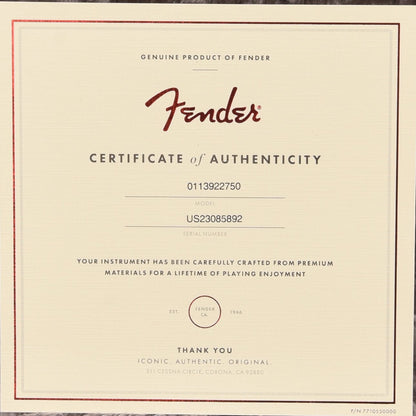 GENUINE PRODUCT OF FENDER
Fender®
CERTIFICATE of AUTHENTICITY
0113922750
MODEL
US23085892
SERIAL NUMBER
YOUR INSTRUMENT HAS BEEN CAREFULLY CRAFTED FROM PREMIUM
MATERIALS FOR A LIFETIME OF PLAYING ENJOYMENT
EST. FENDER CA. 1946
THANK YOU
ICONIC. AUTHENTIC. ORIGINAL.
311 CESSNA CIRCLE, CORONA, CA 92880
P/N 7710550000